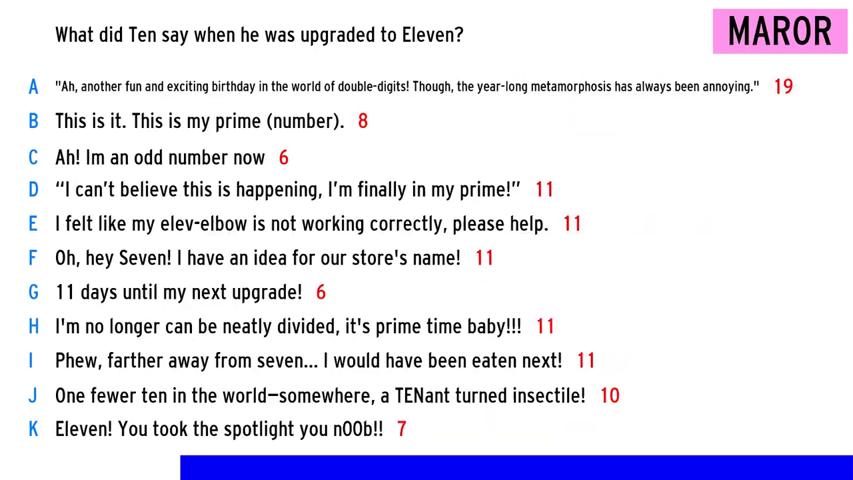 What did Ten say when he was upgraded to Eleven?
MAROR
A "Ah, another fun and exciting birthday in the world of double-digits! Though, the year-long metamorphosis has always been annoying." 19
B This is it. This is my prime (number). 8
C Ah! Im an odd number now 6
D “I can’t believe this is happening, I’m finally in my prime!” 11
E I felt like my elev-elbow is not working correctly, please help. 11
F Oh, hey Seven! I have an idea for our store's name! 11
G 11 days until my next upgrade! 6
H I'm no longer can be neatly divided, it's prime time baby!!! 11
I Phew, farther away from seven... I would have been eaten next! 11
J One fewer ten in the world—somewhere, a TENant turned insectile! 10
K Eleven! You took the spotlight you n00b!! 7